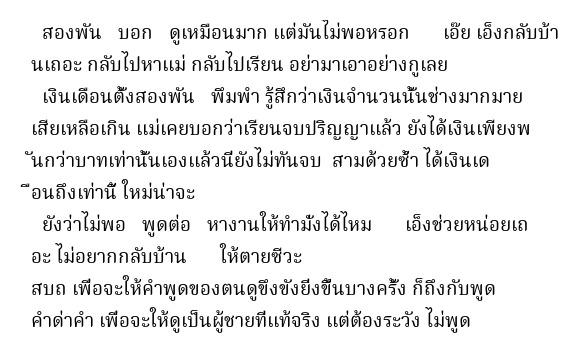 สองพัน   บอก   ดูเหมือนมาก แต่มันไม่พอหรอก      เอ๊ย เอ็งกลับบ้า
นเถอะ กลับไปหาแม่ กลับไปเรียน อย่ามาเอาอย่างกูเลย
เงินเดือนตั้งสองพัน   พึมพำ รู้สึกว่าเงินจำนวนนั้นช่างมากมาย
เสียเหลือเกิน แม่เคยบอกว่าเรียนจบปริญญาแล้ว ยังได้เงินเพียงพ
ันกว่าบาทเท่านั้นเองแล้วนี่ยังไม่ทันจบ  สามด้วยซ้ำ ได้เงินเด
ือนถึงเท่านี้ ใหม่น่าจะ
ยังว่าไม่พอ   พูดต่อ   หางานให้ทำมั่งได้ไหม      เอ็งช่วยหน่อยเถ
อะ ไม่อยากกลับบ้าน      ให้ตายซีวะ
สบถ เพื่อจะให้คำพูดของตนดูขึงขังยิ่งขึ้นบางครั้ง ก็ถึงกับพูด
คำด่าคำ เพื่อจะให้ดูเป็นผู้ชายที่แท้จริง แต่ต้องระวัง ไม่พูด